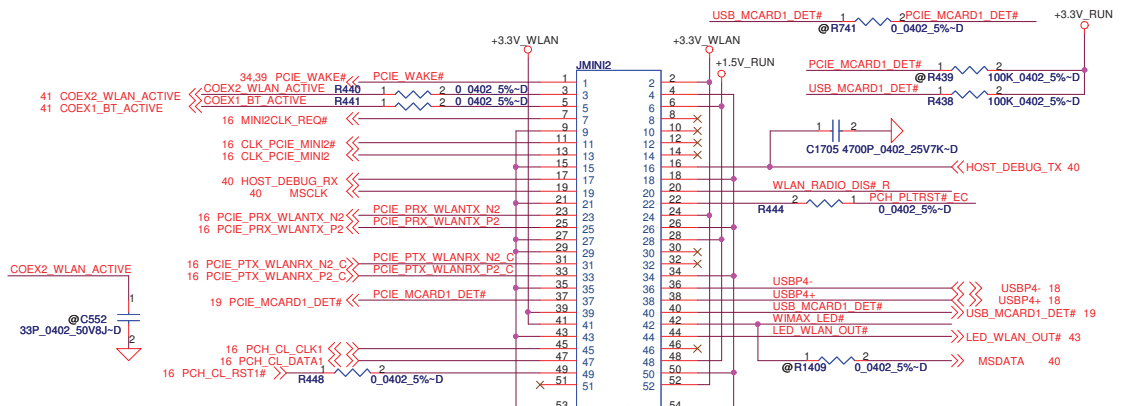 USB_MCARD1_DET# 1 2 PCIE_MCARD1_DET# +3.3V_RUN
@R741 0_0402_5%~D
+3.3V_WLAN +3.3V_WLAN
+1.5V_RUN
JMINI2
PCIE_MCARD1_DET# 1 2
@R439 100K_0402_5%~D
USB_MCARD1_DET# 1 2
R438 100K_0402_5%~D
34,39 PCIE_WAKE# PCIE_WAKE# 1 1 2 2
41 COEX2_WLAN_ACTIVE COEX2_WLAN_ACTIVE R440 1 2 0_0402_5%~D 3 3 4 4
41 COEX1_BT_ACTIVE COEX1_BT_ACTIVE R441 1 2 0_0402_5%~D 5 5 6 6
16 MINI2CLK_REQ# 7 7 8 8
9 9 10 10
16 CLK_PCIE_MINI2# 11 11 12 12
16 CLK_PCIE_MINI2 13 13 14 14
1 2
C1705 4700P_0402_25V7K~D
15 15 16 16 HOST_DEBUG_TX 40
40 HOST_DEBUG_RX 17 17 18 18
40 MSCLK 19 19 20 20 WLAN_RADIO_DIS#_R
21 21 22 22 2 1 PCH_PLTRST#_EC
R444 0_0402_5%~D
16 PCIE_PRX_WLANTX_N2 PCIE_PRX_WLANTX_N2 23 23 24 24
16 PCIE_PRX_WLANTX_P2 PCIE_PRX_WLANTX_P2 25 25 26 26
27 27 28 28
29 29 30 30
16 PCIE_PTX_WLANRX_N2_C PCIE_PTX_WLANRX_N2_C 31 31 32 32
16 PCIE_PTX_WLANRX_P2_C PCIE_PTX_WLANRX_P2_C 33 33 34 34
35 35 36 36 USBP4- USBP4- 18
19 PCIE_MCARD1_DET# PCIE_MCARD1_DET# 37 37 38 38 USBP4+ USBP4+ 18
39 39 40 40 USB_MCARD1_DET# USB_MCARD1_DET# 19
41 41 42 42 WIMAX_LED#
43 43 44 44 LED_WLAN_OUT# LED_WLAN_OUT# 43
16 PCH_CL_CLK1 45 45 46 46
16 PCH_CL_DATA1 47 47 48 48 1 2 MSDATA 40
@R1409 0_0402_5%~D
16 PCH_CL_RST1# 1 2 49 49 50 50
R448 0_0402_5%~D
51 51 52 52
53 54
COEX2_WLAN_ACTIVE
1
@C552
33P_0402_50V8J~D
2